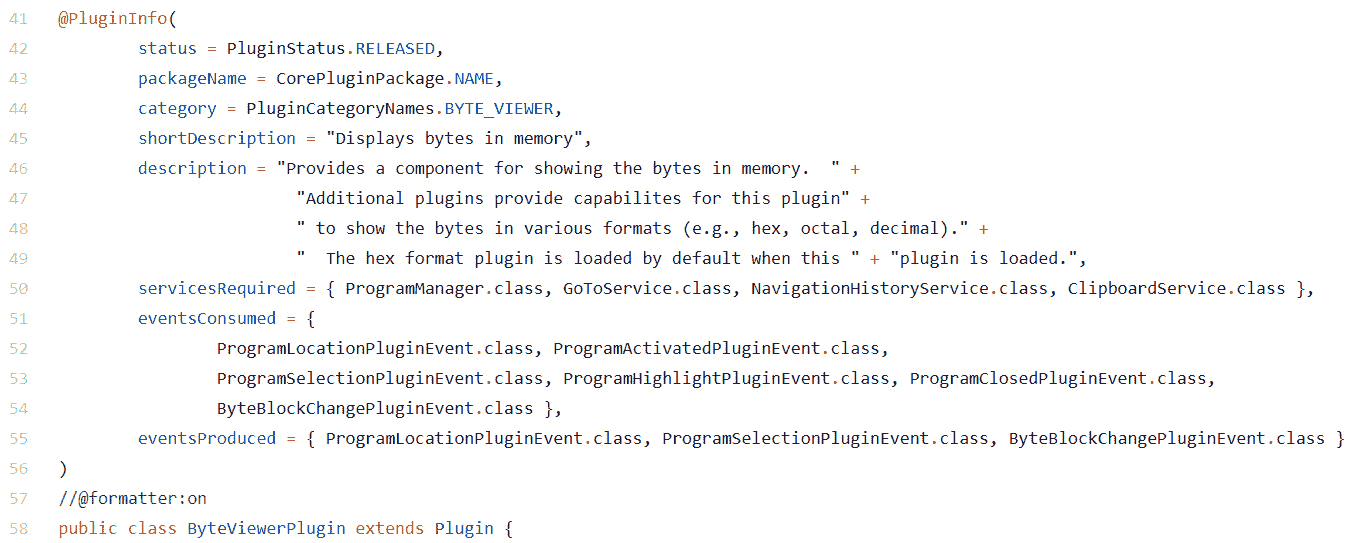 41 @PluginInfo(
42 status = PluginStatus.RELEASED,
43 packageName = CorePluginPackage.NAME,
44 category = PluginCategoryNames.BYTE_VIEWER,
45 shortDescription = "Displays bytes in memory",
46 description = "Provides a component for showing the bytes in memory.  " +
47 "Additional plugins provide capabilites for this plugin" +
48 " to show the bytes in various formats (e.g., hex, octal, decimal)." +
49 "  The hex format plugin is loaded by default when this " + "plugin is loaded.",
50 servicesRequired = { ProgramManager.class, GoToService.class, NavigationHistoryService.class, ClipboardService.class },
51 eventsConsumed = {
52 ProgramLocationPluginEvent.class, ProgramActivatedPluginEvent.class,
53 ProgramSelectionPluginEvent.class, ProgramHighlightPluginEvent.class, ProgramClosedPluginEvent.class,
54 ByteBlockChangePluginEvent.class },
55 eventsProduced = { ProgramLocationPluginEvent.class, ProgramSelectionPluginEvent.class, ByteBlockChangePluginEvent.class }
56 )
57 //@formatter:on
58 public class ByteViewerPlugin extends Plugin {